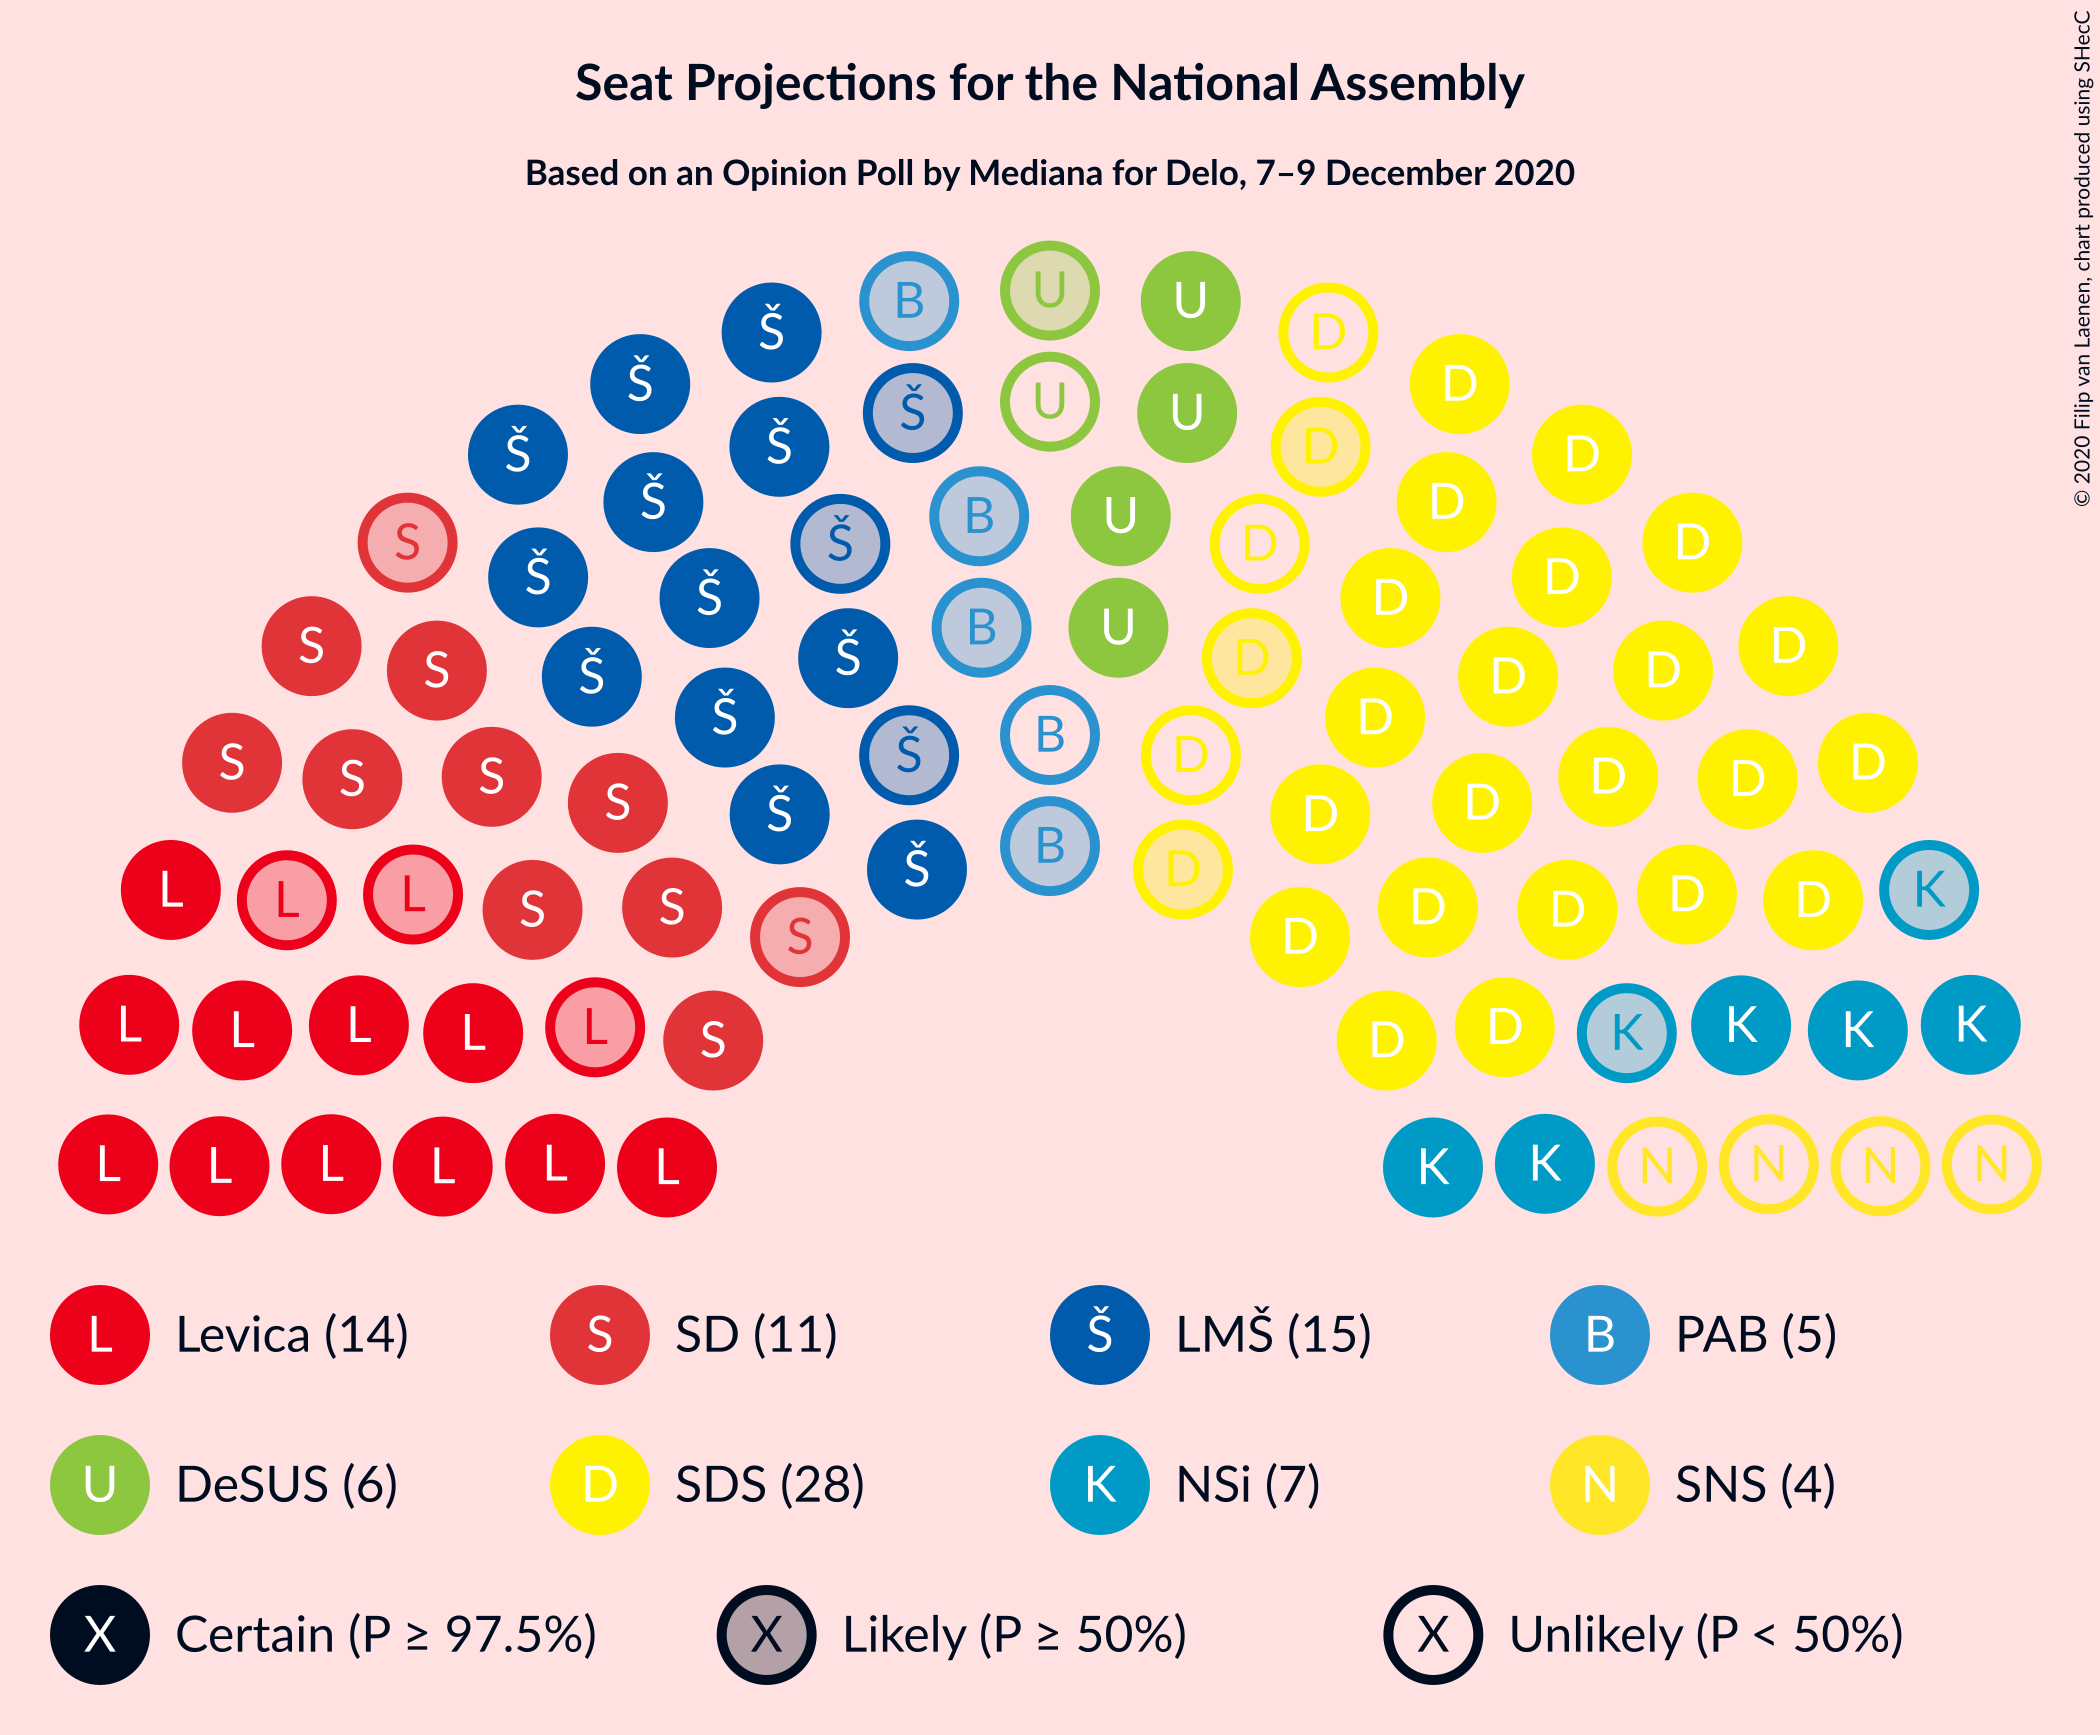 Seat Projections for the National Assembly
Based on an Opinion Poll by Mediana for Delo, 7–9 December 2020
© 2020 Filip van Laenen, chart produced using SHecC
B U U D
Š Š D
Š Š U U D
Š Š Š D D
S Š Š B U D D D
S Š Š Š B U D D D D
S S Š Š Š B D D D D D
S S S S Š B D D D D D D
L L L S S S Š D D D D D D K
L L L L L S D D K K K K
L L L L L L K K N N N N
L Levica (14)
S SD (11)
Š LMŠ (15)
B PAB (5)
U DeSUS (6)
D SDS (28)
K NSi (7)
N SNS (4)
X Certain (P ≥ 97.5%)
X Likely (P ≥ 50%)
X Unlikely (P < 50%)